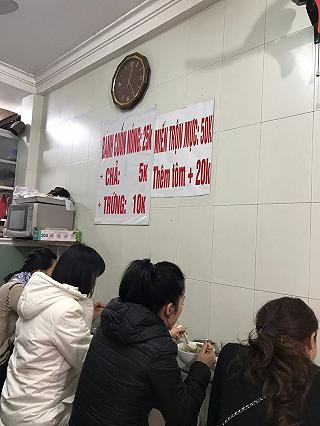 BÁNH CUỐN NÓNG: 25k
+ CHẢ: 5k
+ TRỨNG: 10k
MIẾN TRỘN MỰC: 50K
Thêm tôm + 20k